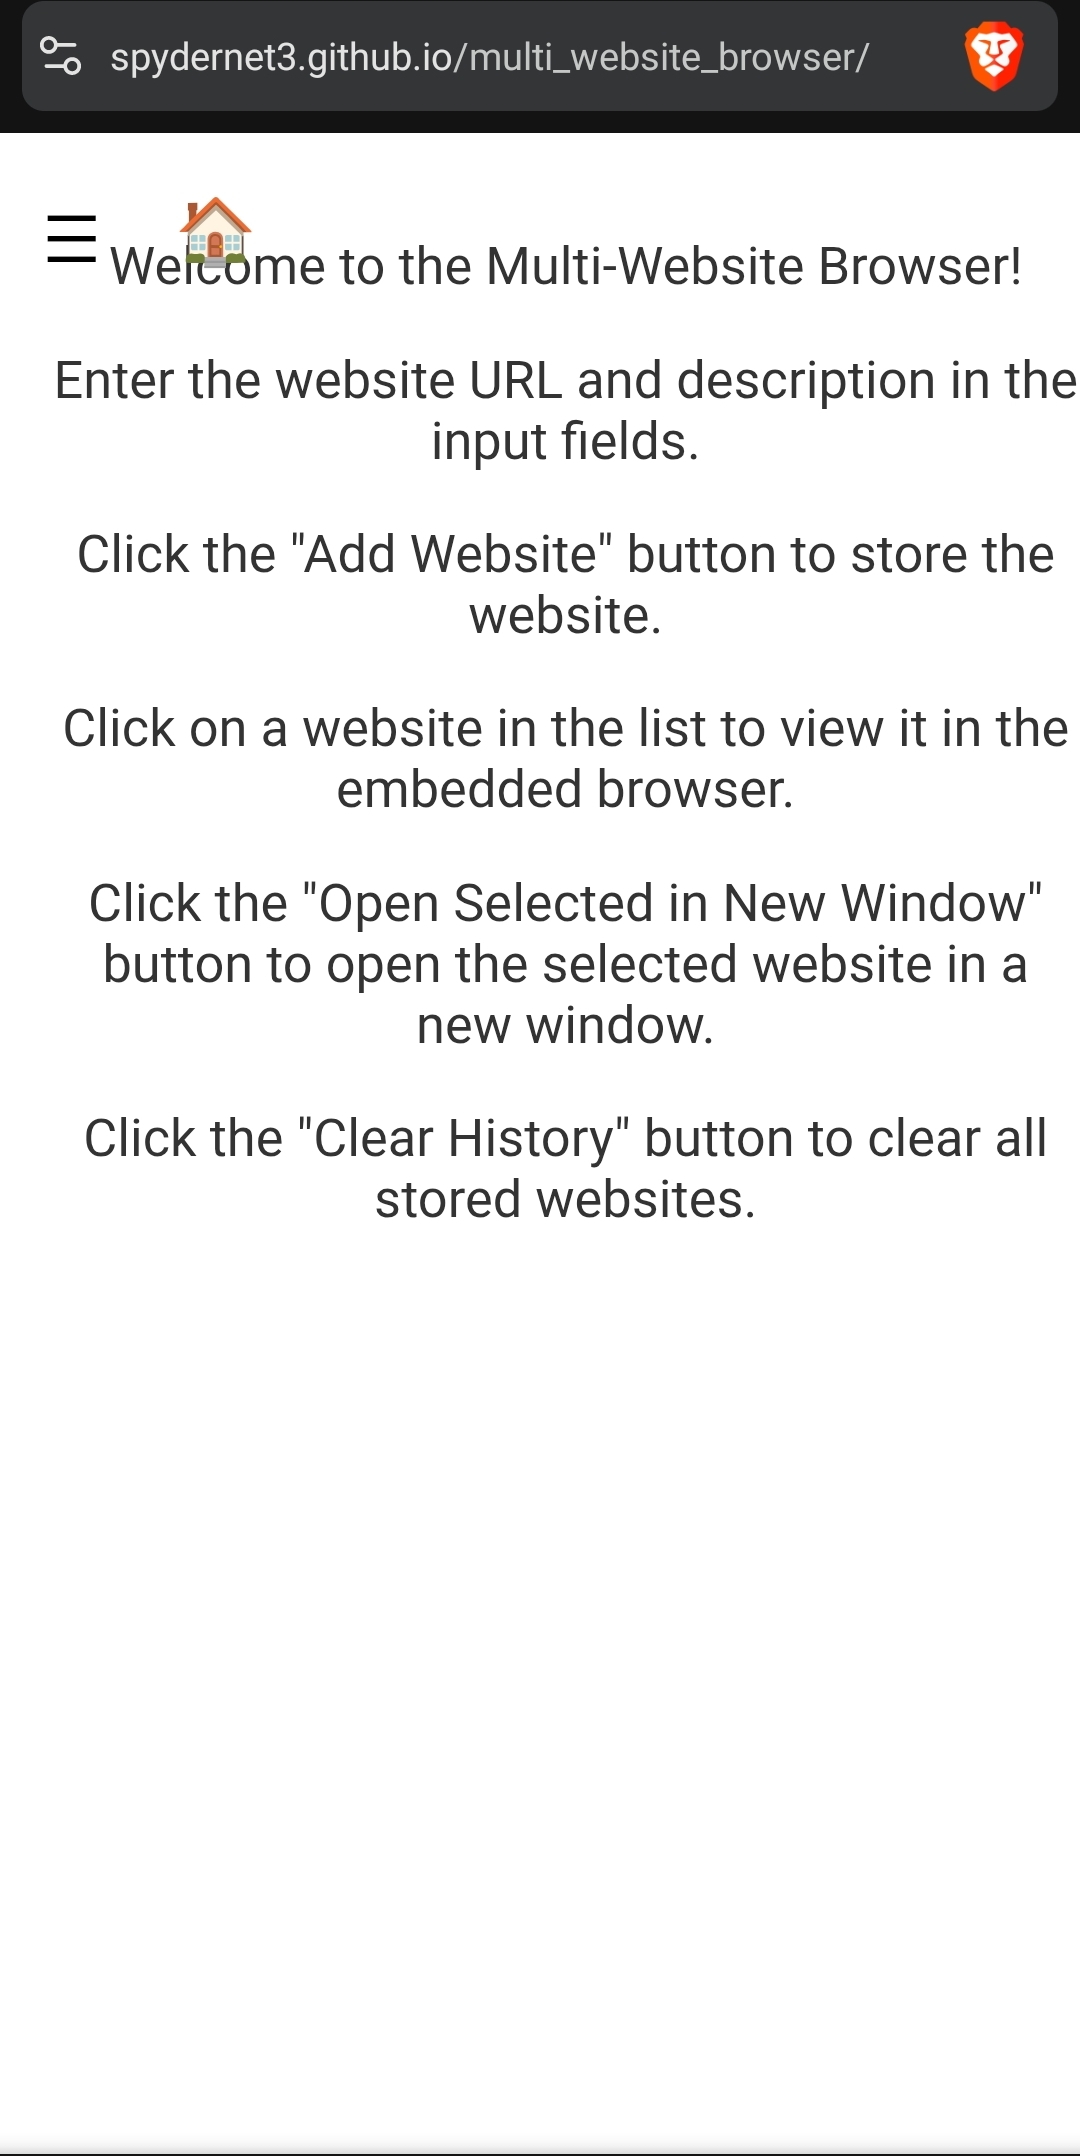 spydernet3.github.io/multi_website_browser/
Welcome to the Multi-Website Browser!
Enter the website URL and description in the
input fields.
Click the "Add Website" button to store the
website.
Click on a website in the list to view it in the
embedded browser.
Click the "Open Selected in New Window"
button to open the selected website in a
new window.
Click the "Clear History" button to clear all
stored websites.